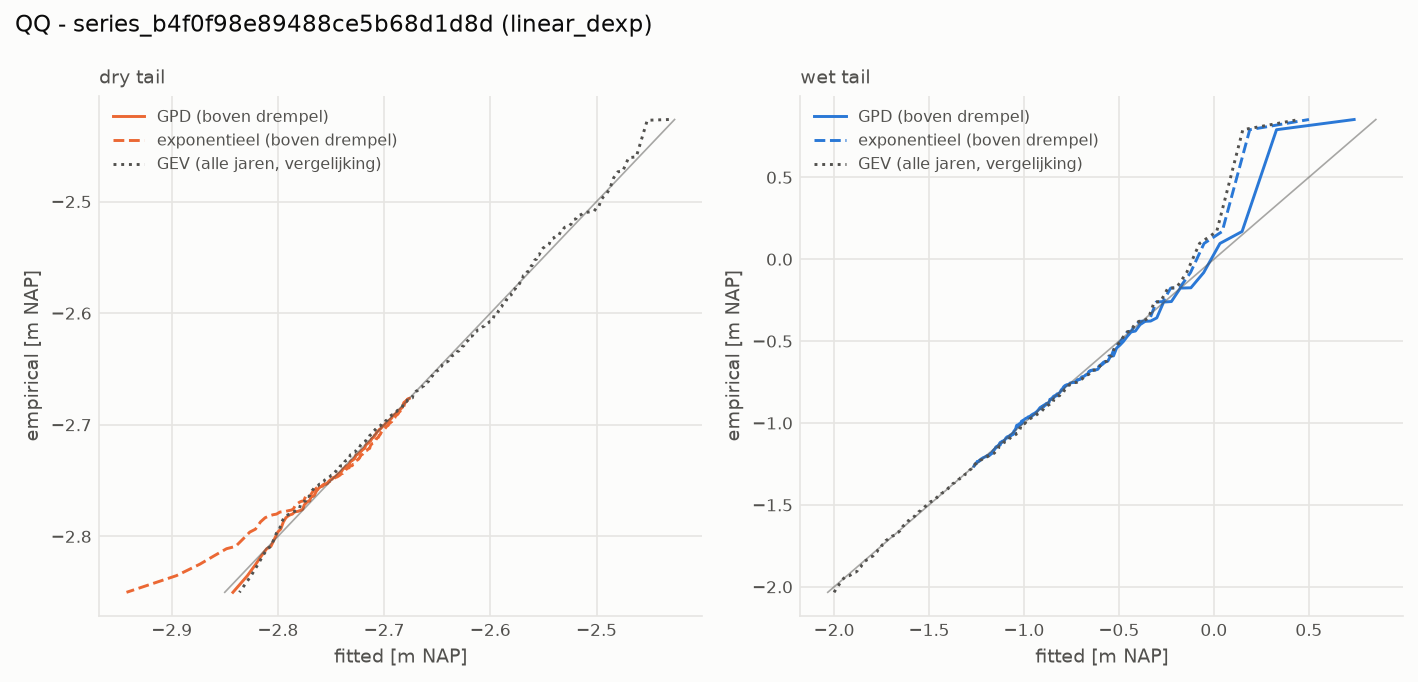 QQ - series_b4f0f98e89488ce5b68d1d8d (linear_dexp)
dry tail
GPD (boven drempel)
exponentieel (boven drempel)
GEV (alle jaren, vergelijking)
empirical [m NAP]
−2.5
−2.6
−2.7
−2.8
−2.9
−2.8
−2.7
−2.6
−2.5
fitted [m NAP]
wet tail
GPD (boven drempel)
exponentieel (boven drempel)
GEV (alle jaren, vergelijking)
empirical [m NAP]
0.5
0.0
−0.5
−1.0
−1.5
−2.0
−2.0
−1.5
−1.0
−0.5
0.0
0.5
fitted [m NAP]